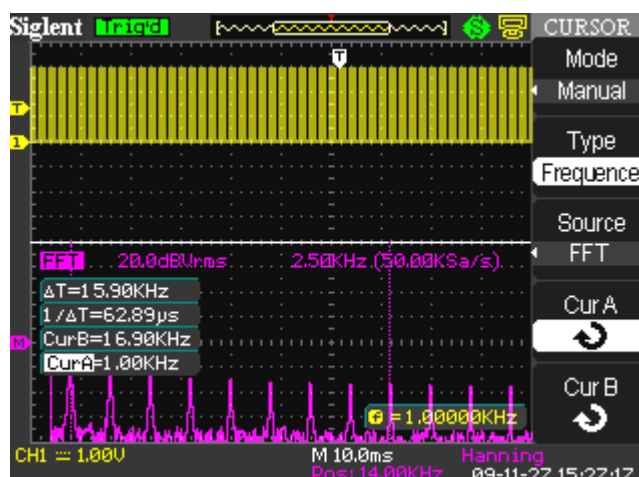 Siglent Trig'd S CURSOR
T
Mode
Manual
T
1
Type
Frequence
Source
FFT
FFT 20.0dBVrms 2.50KHz (50.00KSa/s)
ΔT=15.90KHz
1/ΔT=62.89µs
CurB=16.90KHz
M
CurA=1.00KHz
CurA
CurB
f =1.00000KHz
CH1 1.00V M 10.0ms Hanning
Pos:14.00KHz 09-11-27 15:27:17